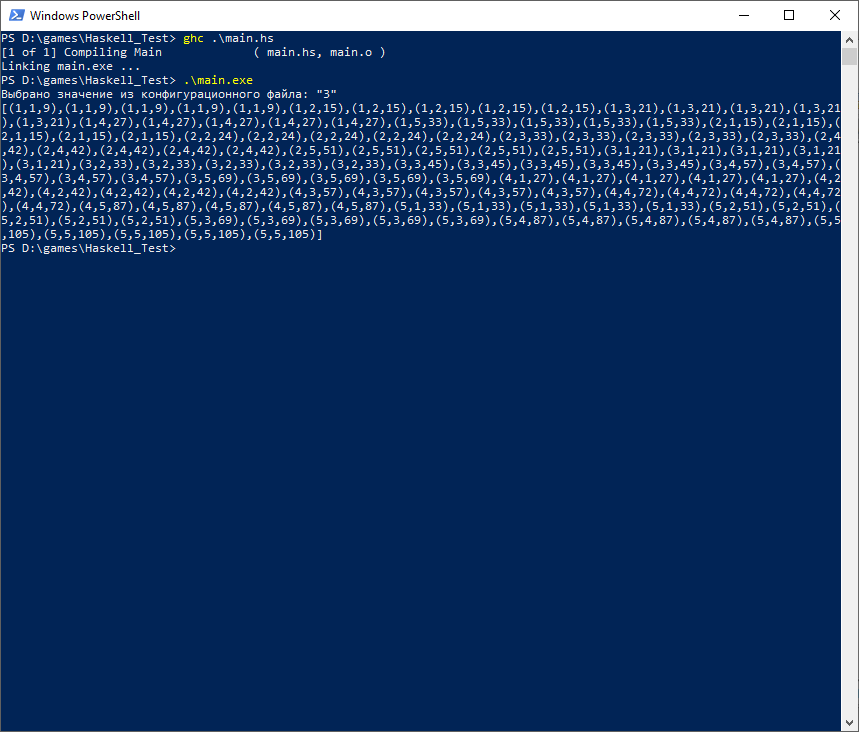 Windows PowerShell
PS D:\games\Haskell_Test> ghc .\main.hs
[1 of 1] Compiling Main             ( main.hs, main.o )
Linking main.exe ...
PS D:\games\Haskell_Test> .\main.exe
Выбрано значение из конфигурационного файла: "3"
[(1,1,9),(1,1,9),(1,1,9),(1,1,9),(1,1,9),(1,2,15),(1,2,15),(1,2,15),(1,2,15),(1,2,15),(1,3,21),(1,3,21),(1,3,21),(1,3,21
),(1,3,21),(1,4,27),(1,4,27),(1,4,27),(1,4,27),(1,4,27),(1,5,33),(1,5,33),(1,5,33),(1,5,33),(1,5,33),(2,1,15),(2,1,15),(
2,1,15),(2,1,15),(2,1,15),(2,2,24),(2,2,24),(2,2,24),(2,2,24),(2,2,24),(2,3,33),(2,3,33),(2,3,33),(2,3,33),(2,3,33),(2,4
,42),(2,4,42),(2,4,42),(2,4,42),(2,4,42),(2,5,51),(2,5,51),(2,5,51),(2,5,51),(2,5,51),(3,1,21),(3,1,21),(3,1,21),(3,1,21
),(3,1,21),(3,2,33),(3,2,33),(3,2,33),(3,2,33),(3,2,33),(3,3,45),(3,3,45),(3,3,45),(3,3,45),(3,3,45),(3,4,57),(3,4,57),(
3,4,57),(3,4,57),(3,4,57),(3,5,69),(3,5,69),(3,5,69),(3,5,69),(3,5,69),(4,1,27),(4,1,27),(4,1,27),(4,1,27),(4,1,27),(4,2
,42),(4,2,42),(4,2,42),(4,2,42),(4,2,42),(4,3,57),(4,3,57),(4,3,57),(4,3,57),(4,3,57),(4,4,72),(4,4,72),(4,4,72),(4,4,72
),(4,4,72),(4,5,87),(4,5,87),(4,5,87),(4,5,87),(4,5,87),(5,1,33),(5,1,33),(5,1,33),(5,1,33),(5,1,33),(5,2,51),(5,2,51),(
5,2,51),(5,2,51),(5,2,51),(5,3,69),(5,3,69),(5,3,69),(5,3,69),(5,3,69),(5,4,87),(5,4,87),(5,4,87),(5,4,87),(5,4,87),(5,5
,105),(5,5,105),(5,5,105),(5,5,105),(5,5,105)]
PS D:\games\Haskell_Test>